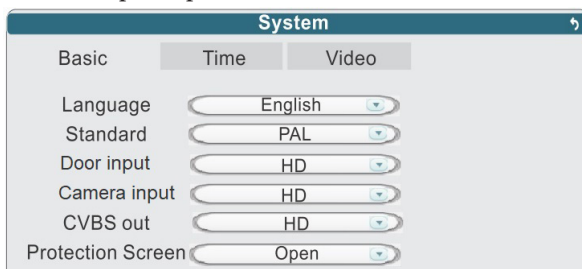 System
Basic Time Video
Language English
Standard PAL
Door input HD
Camera input HD
CVBS out HD
Protection Screen Open